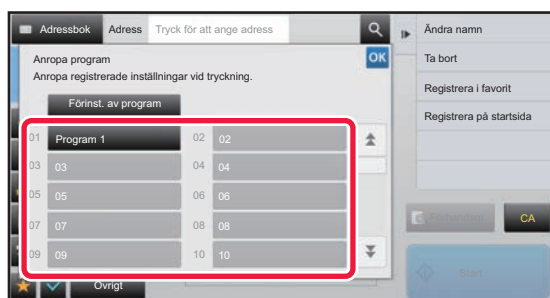 Adressbok Adress Tryck för att ange adress
Anropa program OK
Anropa registrerade inställningar vid tryckning.
Förinst. av program
01 Program 1 02 02
03 03 04 04
05 05 06 06
07 07 08 08
09 09 10 10
Övrigt
Ändra namn
Ta bort
Registrera i favorit
Registrera på startsida
CA
Start